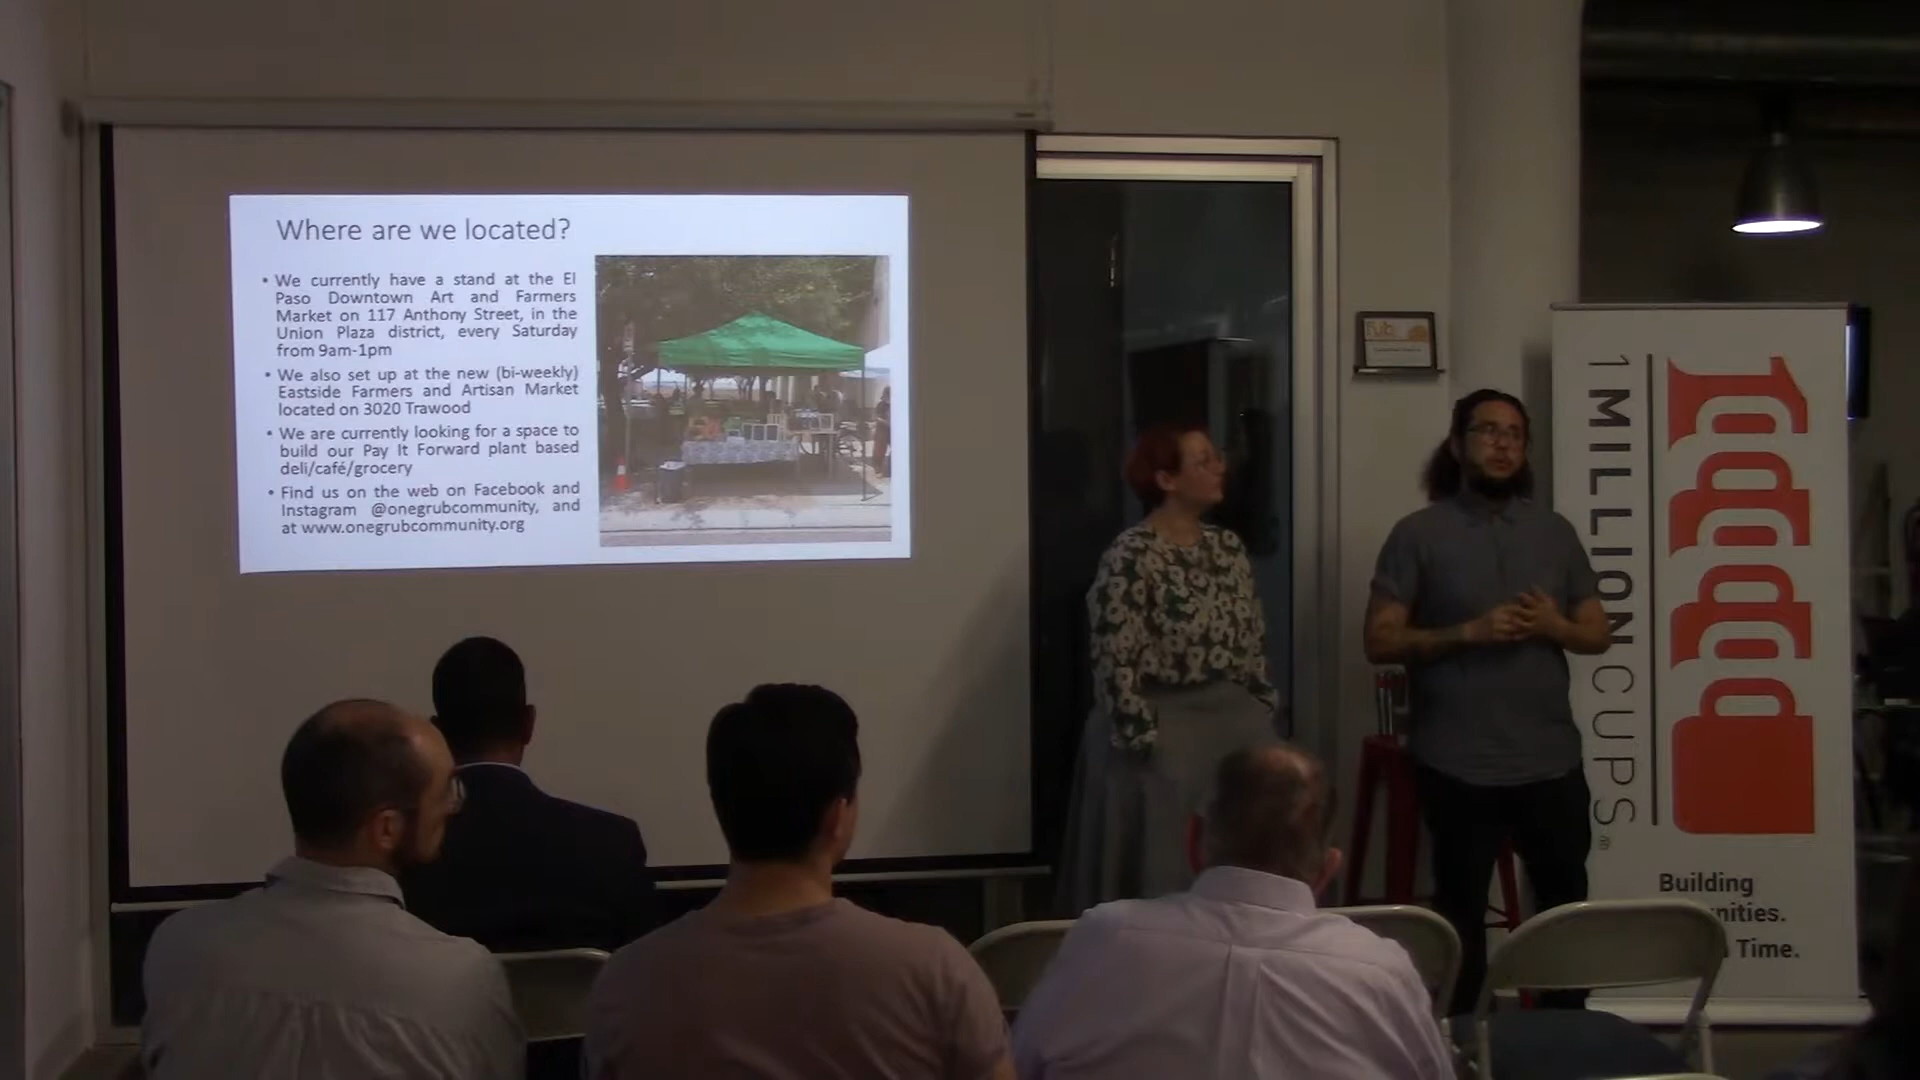 Where are we located?
• We currently have a stand at the El
Paso Downtown Art and Farmers
Market on 117 Anthony Street, in the
Union Plaza district, every Saturday
from 9am-1pm
• We also set up at the new (bi-weekly)
Eastside Farmers and Artisan Market
located on 3020 Trawood
• We are currently looking for a space to
build our Pay It Forward plant based
deli/café/grocery
• Find us on the web on Facebook and
Instagram @onegrubcommunity, and
at www.onegrubcommunity.org
1 MILLION CUPS®
Building
nities.
Time.